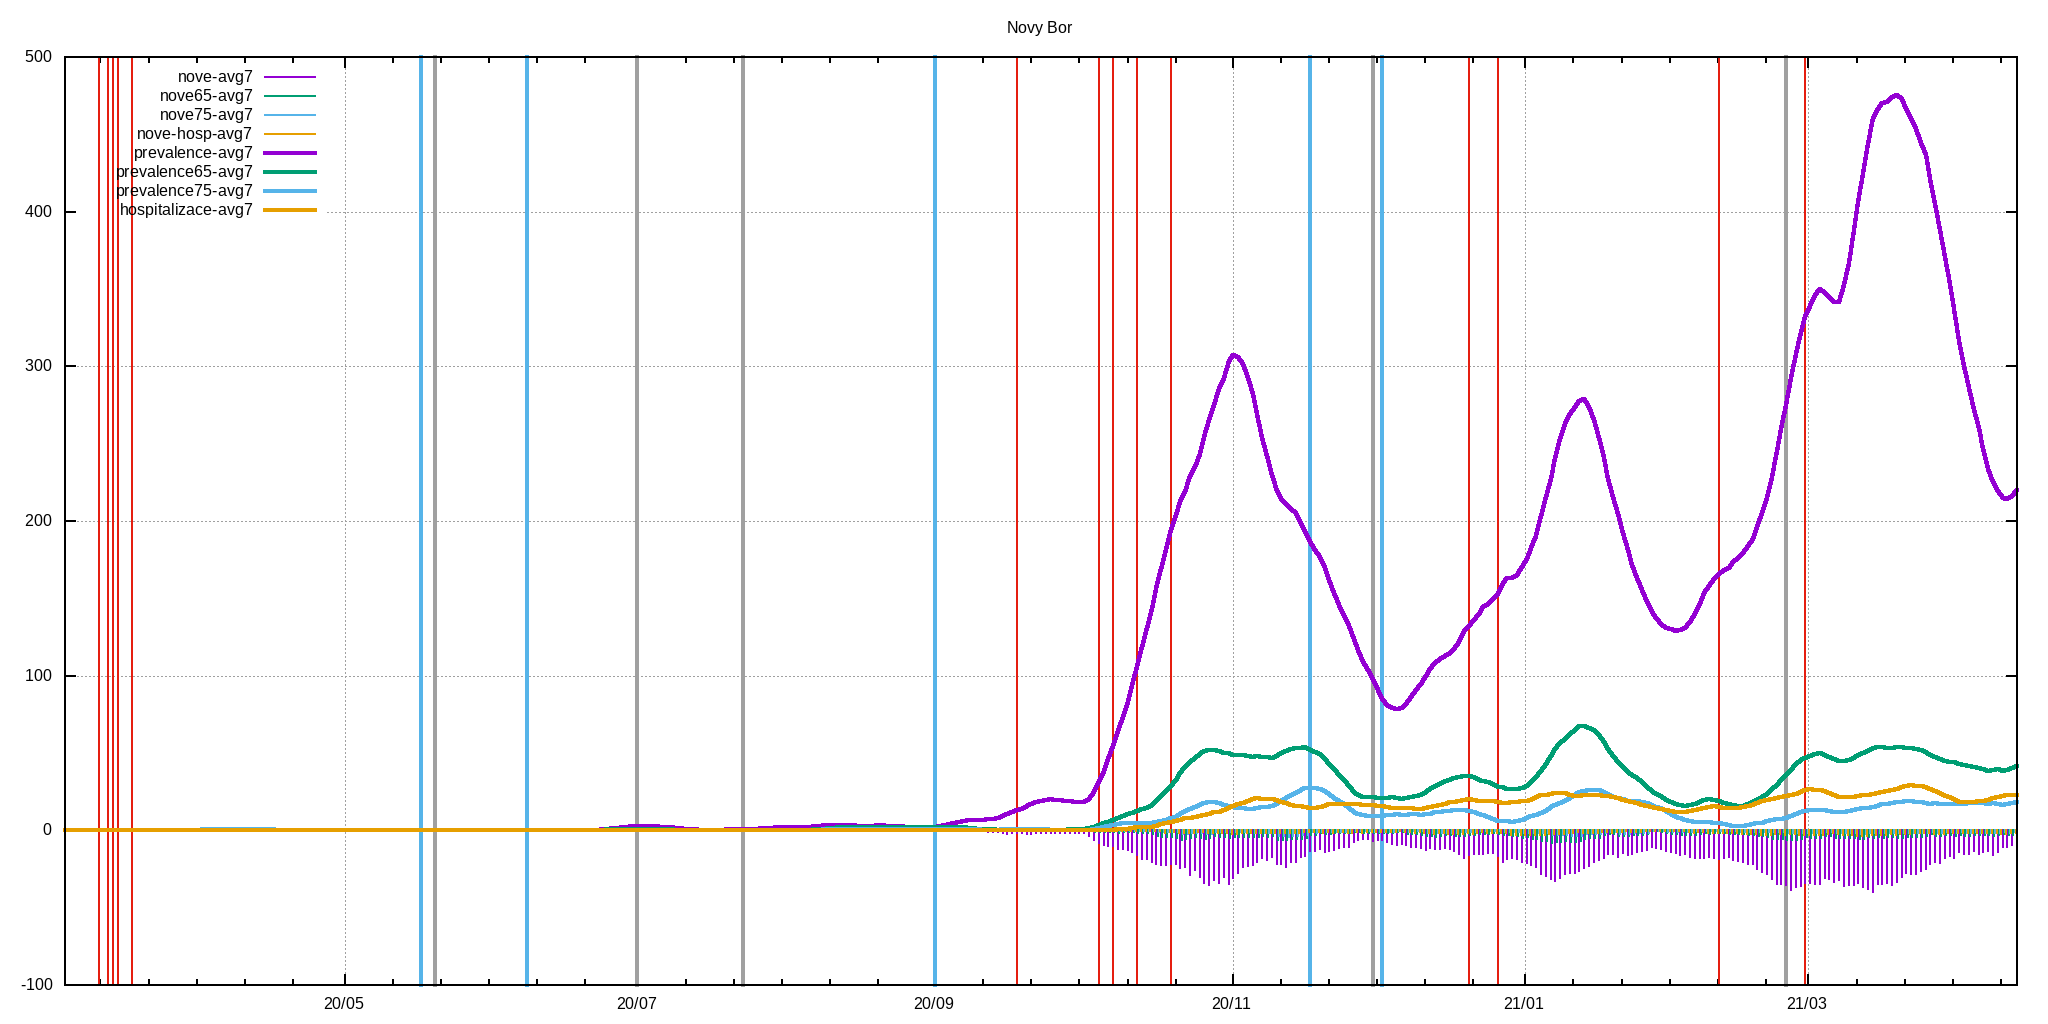 Novy Bor
500
400
300
200
100
0
-100
nove-avg7
nove65-avg7
nove75-avg7
nove-hosp-avg7
prevalence-avg7
prevalence65-avg7
prevalence75-avg7
hospitalizace-avg7
20/05
20/07
20/09
20/11
21/01
21/03